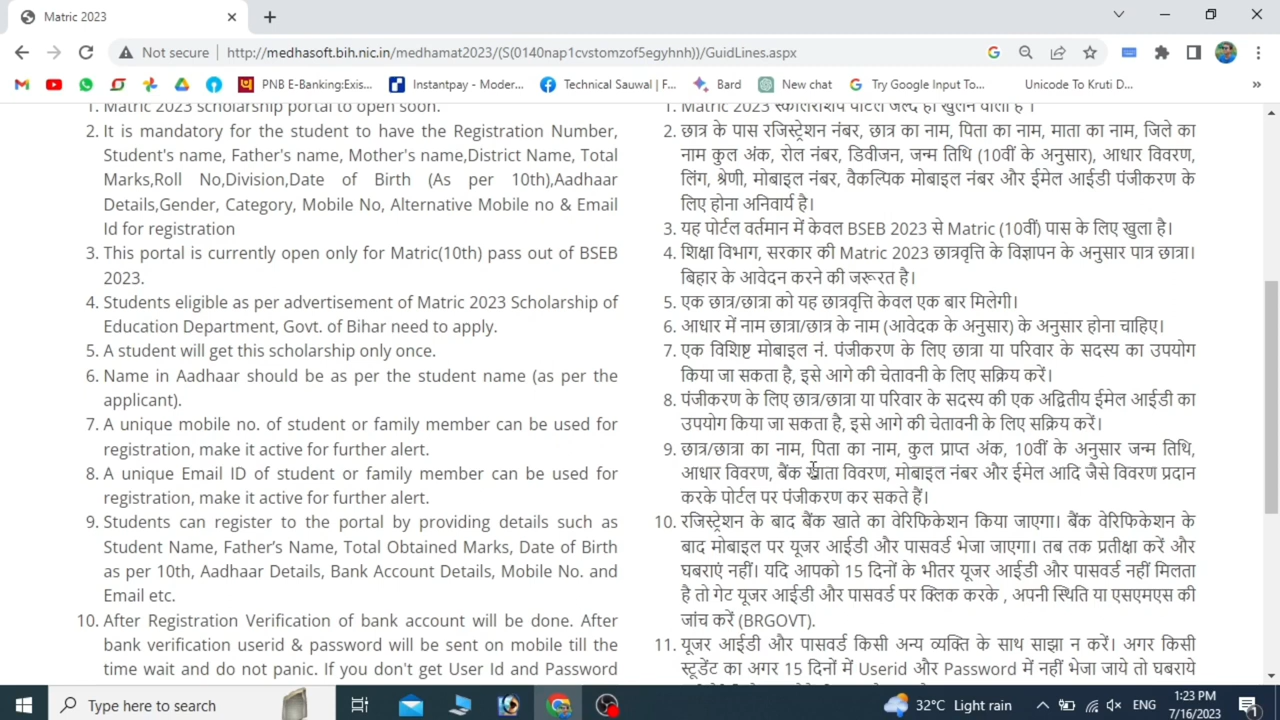 Matric 2023
Not secure
http://medhasoft.bih.nic.in/medhamat2023/(S(0140nap1cvstomzof5egyhnh))/GuidLines.aspx
PNB E-Banking:Exis...
Instantpay - Moder...
Technical Sauwal | F...
Bard
New chat
Try Google Input To...
Unicode To Kruti D...
1. Matric 2023 scholarship portal to open soon.
2. It is mandatory for the student to have the Registration Number,
Student's name, Father's name, Mother's name,District Name, Total
Marks,Roll No,Division,Date of Birth (As per 10th),Aadhaar
Details,Gender, Category, Mobile No, Alternative Mobile no & Email
Id for registration
3. This portal is currently open only for Matric(10th) pass out of BSEB
2023.
4. Students eligible as per advertisement of Matric 2023 Scholarship of
Education Department, Govt. of Bihar need to apply.
5. A student will get this scholarship only once.
6. Name in Aadhaar should be as per the student name (as per the
applicant).
7. A unique mobile no. of student or family member can be used for
registration, make it active for further alert.
8. A unique Email ID of student or family member can be used for
registration, make it active for further alert.
9. Students can register to the portal by providing details such as
Student Name, Father's Name, Total Obtained Marks, Date of Birth
as per 10th, Aadhaar Details, Bank Account Details, Mobile No. and
Email etc.
10. After Registration Verification of bank account will be done. After
bank verification userid & password will be sent on mobile till the
time wait and do not panic. If you don't get User Id and Password
1. Matric 2023 स्कॉलरशिप पोर्टल जल्द ही खुलने वाला है ।
2. छात्र के पास रजिस्ट्रेशन नंबर, छात्र का नाम, पिता का नाम, माता का नाम, जिले का
नाम कुल अंक, रोल नंबर, डिवीजन, जन्म तिथि (10वीं के अनुसार), आधार विवरण,
लिंग, श्रेणी, मोबाइल नंबर, वैकल्पिक मोबाइल नंबर और ईमेल आईडी पंजीकरण के
लिए होना अनिवार्य है।
3. यह पोर्टल वर्तमान में केवल BSEB 2023 से Matric (10वीं) पास के लिए खुला है।
4. शिक्षा विभाग, सरकार की Matric 2023 छात्रवृत्ति के विज्ञापन के अनुसार पात्र छात्रा।
बिहार के आवेदन करने की जरूरत है।
5. एक छात्र/छात्रा को यह छात्रवृत्ति केवल एक बार मिलेगी।
6. आधार में नाम छात्रा/छात्र के नाम (आवेदक के अनुसार) के अनुसार होना चाहिए।
7. एक विशिष्ट मोबाइल नं. पंजीकरण के लिए छात्रा या परिवार के सदस्य का उपयोग
किया जा सकता है, इसे आगे की चेतावनी के लिए सक्रिय करें।
8. पंजीकरण के लिए छात्र/छात्रा या परिवार के सदस्य की एक अद्वितीय ईमेल आईडी का
उपयोग किया जा सकता है, इसे आगे की चेतावनी के लिए सक्रिय करें।
9. छात्र/छात्रा का नाम, पिता का नाम, कुल प्राप्त अंक, 10वीं के अनुसार जन्म तिथि,
आधार विवरण, बैंक खाता विवरण, मोबाइल नंबर और ईमेल आदि जैसे विवरण प्रदान
करके पोर्टल पर पंजीकरण कर सकते हैं।
10. रजिस्ट्रेशन के बाद बैंक खाते का वेरिफिकेशन किया जाएगा। बैंक वेरिफिकेशन के
बाद मोबाइल पर यूजर आईडी और पासवर्ड भेजा जाएगा। तब तक प्रतीक्षा करें और
घबराएं नहीं। यदि आपको 15 दिनों के भीतर यूजर आईडी और पासवर्ड नहीं मिलता
है तो गेट यूजर आईडी और पासवर्ड पर क्लिक करके , अपनी स्थिति या एसएमएस की
जांच करें (BRGOVT).
11. यूजर आईडी और पासवर्ड किसी अन्य व्यक्ति के साथ साझा न करें। अगर किसी
स्टूडेंट का अगर 15 दिनों में Userid और Password में नहीं भेजा जाये तो घबराये
Type here to search
32°C Light rain
ENG
1:23 PM
7/16/2023
1